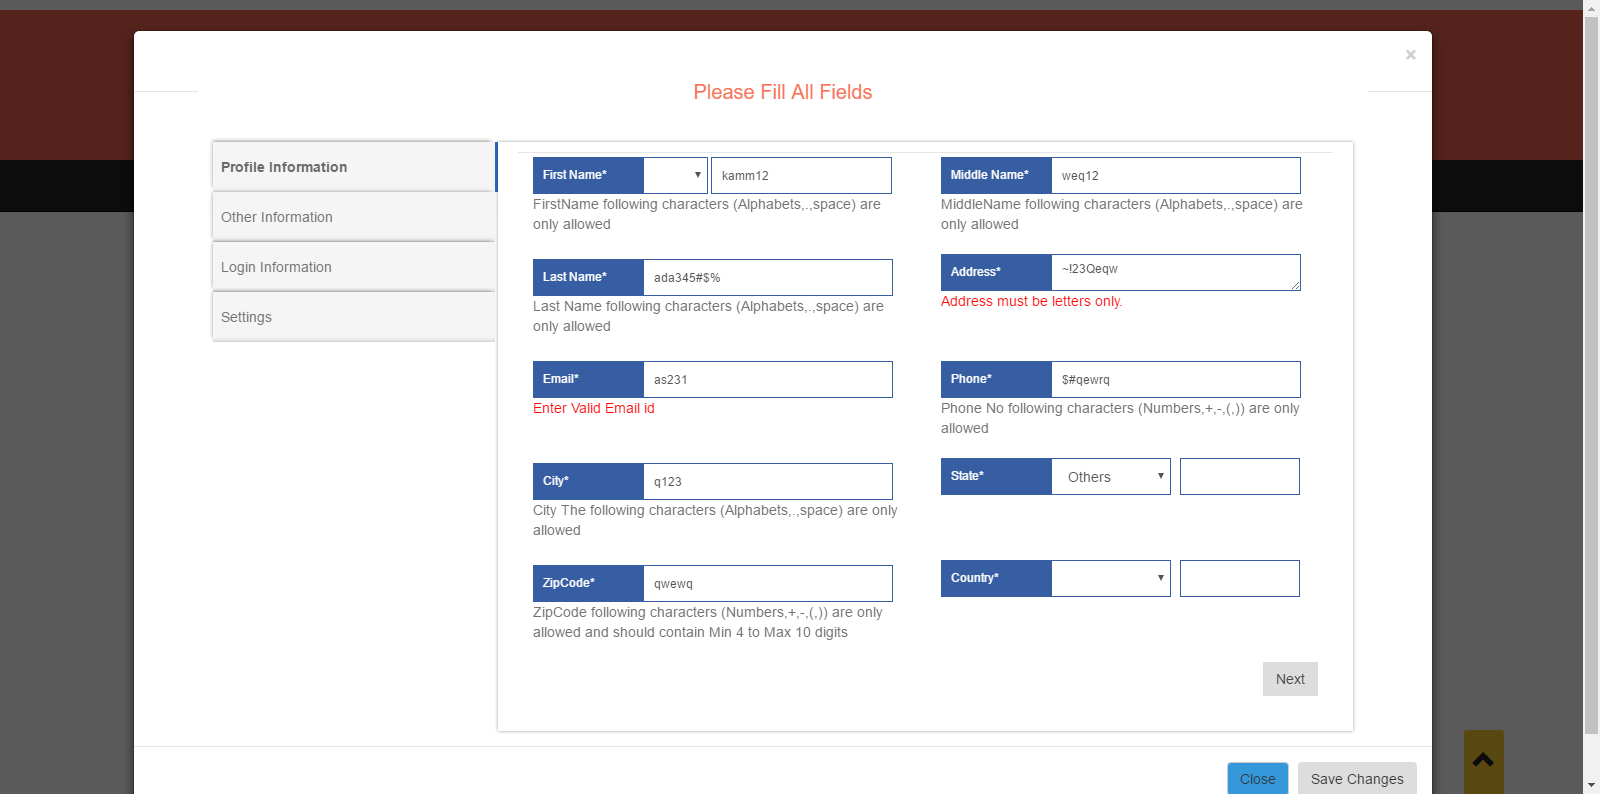 ×
Please Fill All Fields
Profile Information
Other Information
Login Information
Settings
First Name*
kamm12
FirstName following characters (Alphabets,.,space) are
only allowed
Middle Name*
weq12
MiddleName following characters (Alphabets,.,space) are
only allowed
Last Name*
ada345#$%
Last Name following characters (Alphabets,.,space) are
only allowed
Address*
~!23Qeqw
Address must be letters only.
Email*
as231
Enter Valid Email id
Phone*
$#qewrq
Phone No following characters (Numbers,+,-,(,)) are only
allowed
City*
q123
City The following characters (Alphabets,.,space) are only
allowed
State*
Others
ZipCode*
qwewq
ZipCode following characters (Numbers,+,-,(,)) are only
allowed and should contain Min 4 to Max 10 digits
Country*
Next
Close
Save Changes